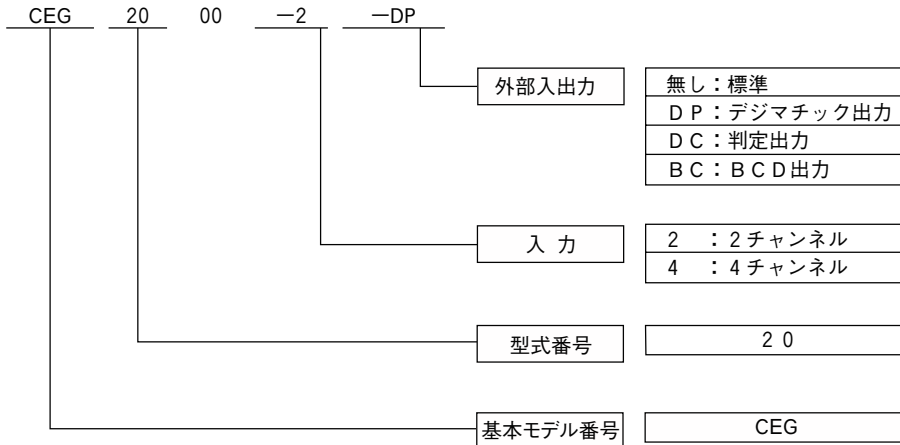 CEG 20 00 －2 －DP
外部入出力
無し：標準
ＤＰ：デジマチック出力
ＤＣ：判定出力
ＢＣ：ＢＣＤ出力
入 力
2 ：2チャンネル
4 ：4チャンネル
型式番号
2 0
基本モデル番号
CEG